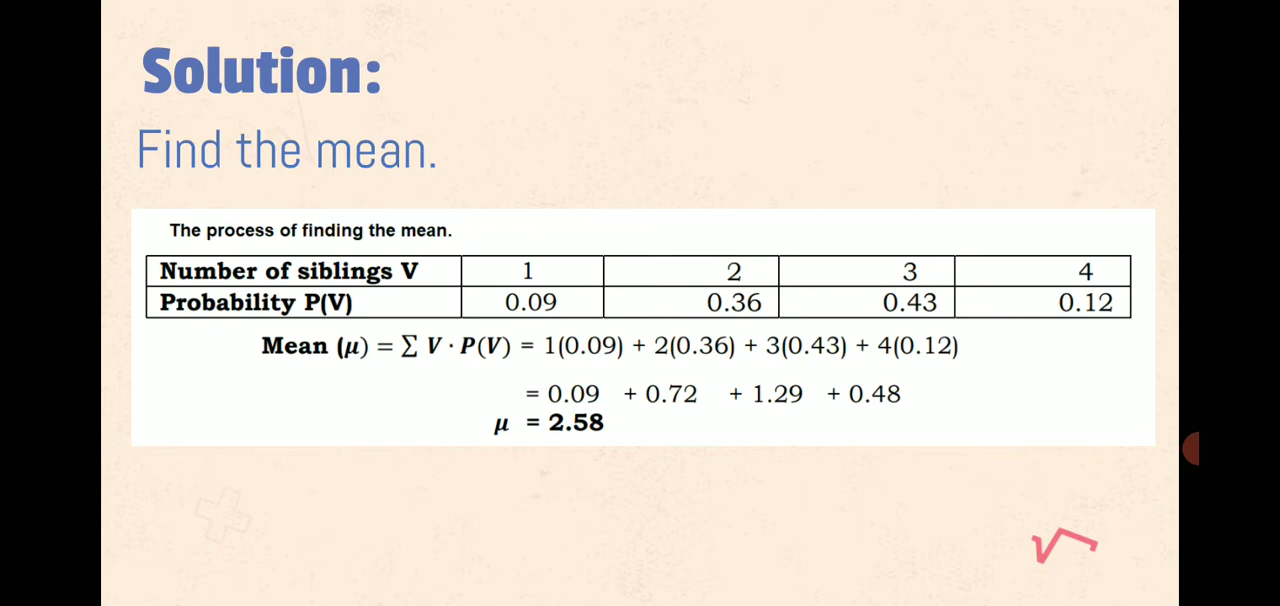 Solution:
Find the mean.
The process of finding the mean.
Number of siblings V 1 2 3 4
Probability P(V) 0.09 0.36 0.43 0.12
Mean (μ) = ∑ V · P(V) = 1(0.09) + 2(0.36) + 3(0.43) + 4(0.12)
= 0.09 + 0.72 + 1.29 + 0.48
μ = 2.58